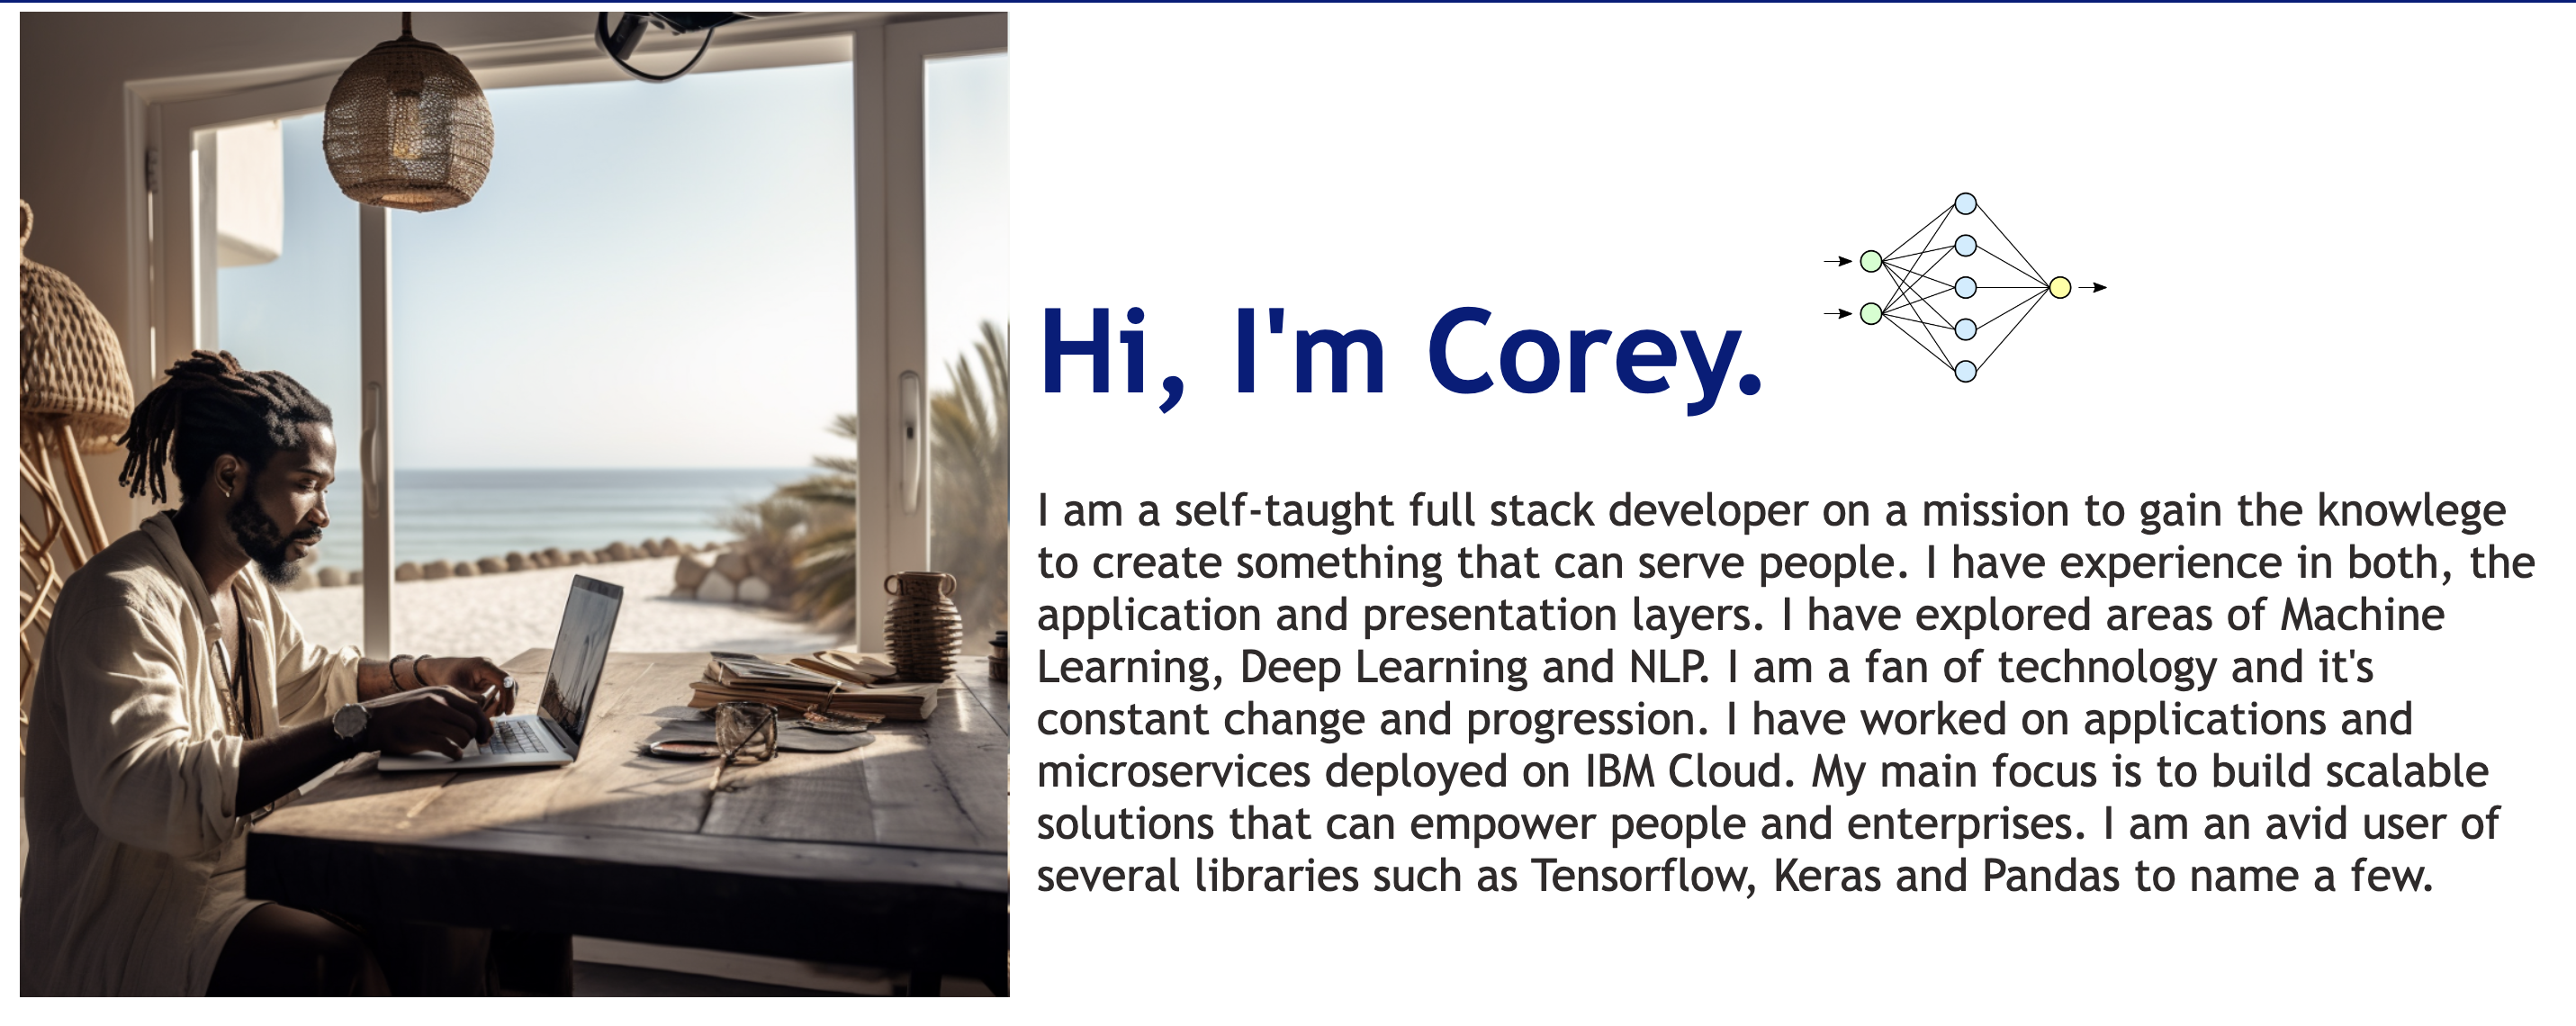 Hi, I'm Corey.
I am a self-taught full stack developer on a mission to gain the knowlege
to create something that can serve people. I have experience in both, the
application and presentation layers. I have explored areas of Machine
Learning, Deep Learning and NLP. I am a fan of technology and it's
constant change and progression. I have worked on applications and
microservices deployed on IBM Cloud. My main focus is to build scalable
solutions that can empower people and enterprises. I am an avid user of
several libraries such as Tensorflow, Keras and Pandas to name a few.